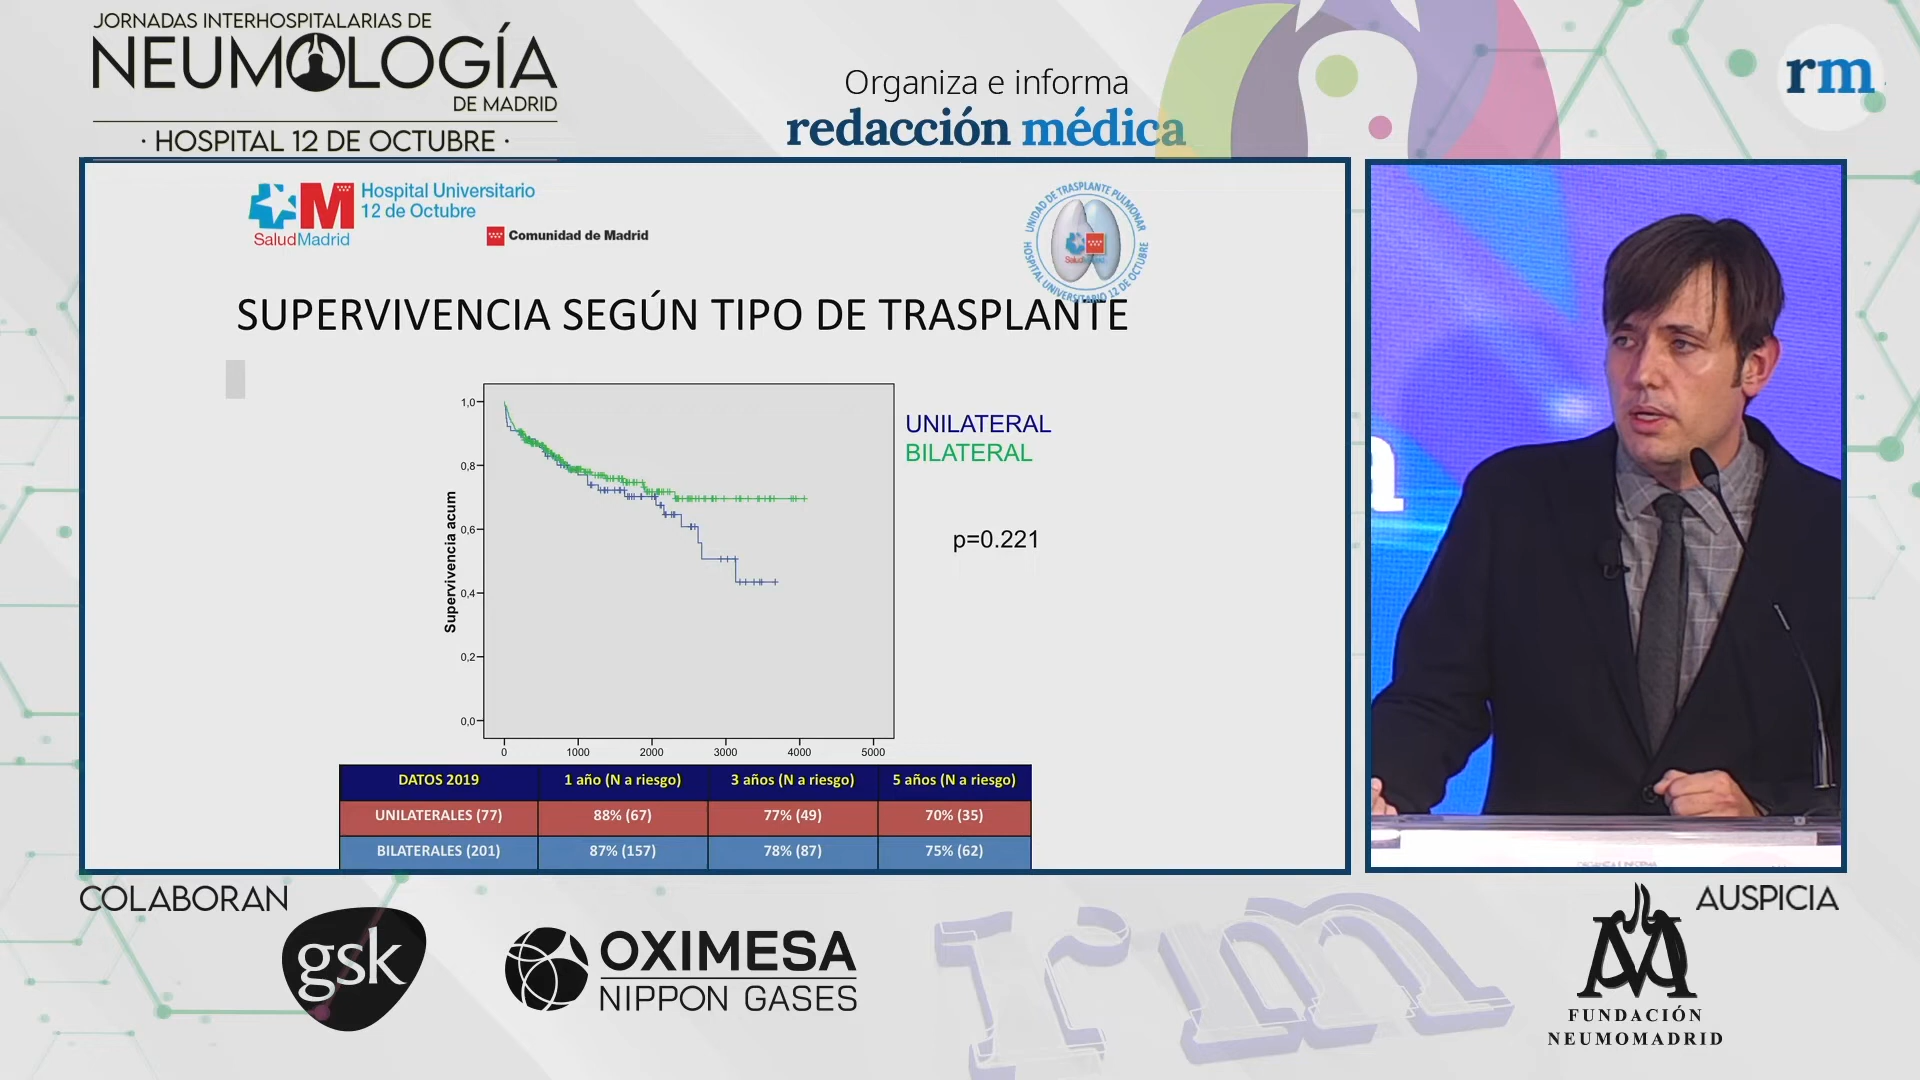 JORNADAS INTERHOSPITALARIAS DE
NEUMOLOGÍA
DE MADRID
· HOSPITAL 12 DE OCTUBRE ·
Organiza e informa
redacción médica
rm
Hospital Universitario
12 de Octubre
SaludMadrid
Comunidad de Madrid
UNIDAD DE TRASPLANTE PULMONAR
HOSPITAL UNIVERSITARIO 12 DE OCTUBRE
SUPERVIVENCIA SEGÚN TIPO DE TRASPLANTE
Supervivencia acum
1,0
0,8
0,6
0,4
0,2
0,0
0 1000 2000 3000 4000 5000
UNILATERAL
BILATERAL
p=0.221
DATOS 2019 1 año (N a riesgo) 3 años (N a riesgo) 5 años (N a riesgo)
UNILATERALES (77) 88% (67) 77% (49) 70% (35)
BILATERALES (201) 87% (157) 78% (87) 75% (62)
COLABORAN
gsk
OXIMESA
NIPPON GASES
rm
AUSPICIA
FUNDACIÓN
NEUMOMADRID